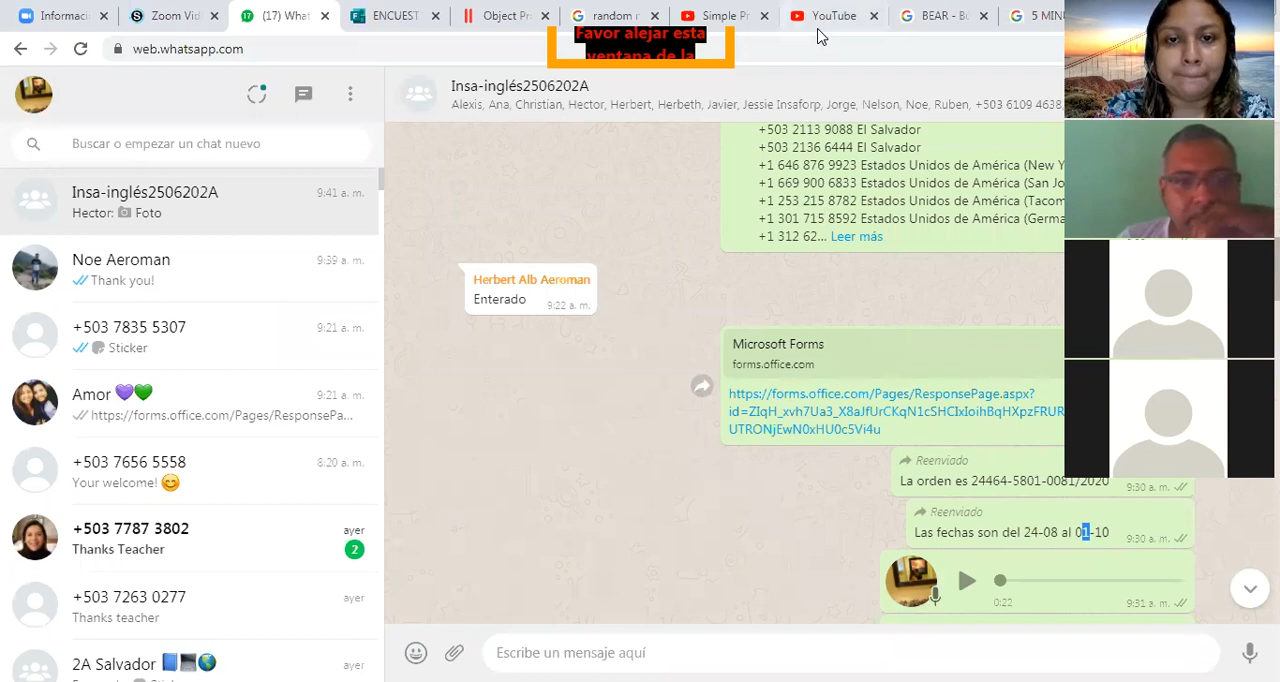 Informaci
Zoom Vid
(17) What
ENCUEST
Object Pr
random r
Simple Pr
YouTube
BEAR - B
5 MIN
web.whatsapp.com
Favor alejar esta
ventana de la
Insa-inglés2506202A
Alexis, Ana, Christian, Hector, Herbert, Herbeth, Javier, Jessie Insaforp, Jorge, Nelson, Noe, Ruben, +503 6109 4638,
Buscar o empezar un chat nuevo
Insa-inglés2506202A 9:41 a. m.
Hector: Foto
Noe Aeroman 9:39 a. m.
Thank you!
+503 7835 5307 9:21 a. m.
Sticker
Amor 💜💚 9:21 a. m.
https://forms.office.com/Pages/ResponsePa...
+503 7656 5558 8:20 a. m.
Your welcome! 😊
+503 7787 3802 ayer
Thanks Teacher 2
+503 7263 0277 ayer
Thanks teacher
2A Salvador ayer
+503 2113 9088 El Salvador
+503 2136 6444 El Salvador
+1 646 876 9923 Estados Unidos de América (New Y
+1 669 900 6833 Estados Unidos de América (San Jo
+1 253 215 8782 Estados Unidos de América (Tacom
+1 301 715 8592 Estados Unidos de América (Germa
+1 312 62... Leer más
Herbert Alb Aeroman
Enterado 9:22 a. m.
Microsoft Forms
forms.office.com
https://forms.office.com/Pages/ResponsePage.aspx?
id=ZIqH_xvh7Ua3_X8aJfUrCKqN1cSHCIxIoihBqHXpzFRUR
UTRONjEwN0xHU0c5Vi4u
Reenviado
La orden es 24464-5801-0081/2020 9:30 a. m.
Reenviado
Las fechas son del 24-08 al 01-10 9:30 a. m.
0:22 9:31 a. m.
Escribe un mensaje aquí